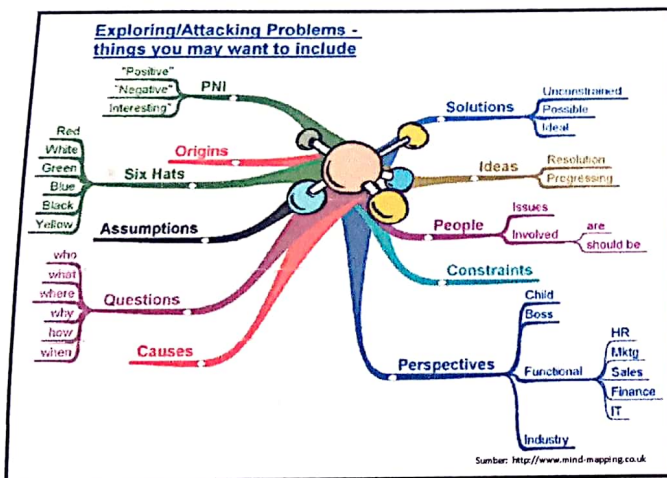 Exploring/Attacking Problems -
things you may want to include
"Positive"
"Negative"
Interesting"
PNI
Origins
Red
White
Green
Blue
Black
Yellow
Six Hats
Assumptions
who
what
where
why
how
when
Questions
Causes
Solutions
Unconstrained
Possible
Ideal
Ideas
Resolution
Progressing
People
Issues
Involved
are
should be
Constraints
Perspectives
Child
Boss
Functional
HR
Mktg
Sales
Finance
IT
Industry
Sumber: http://www.mind-mapping.co.uk